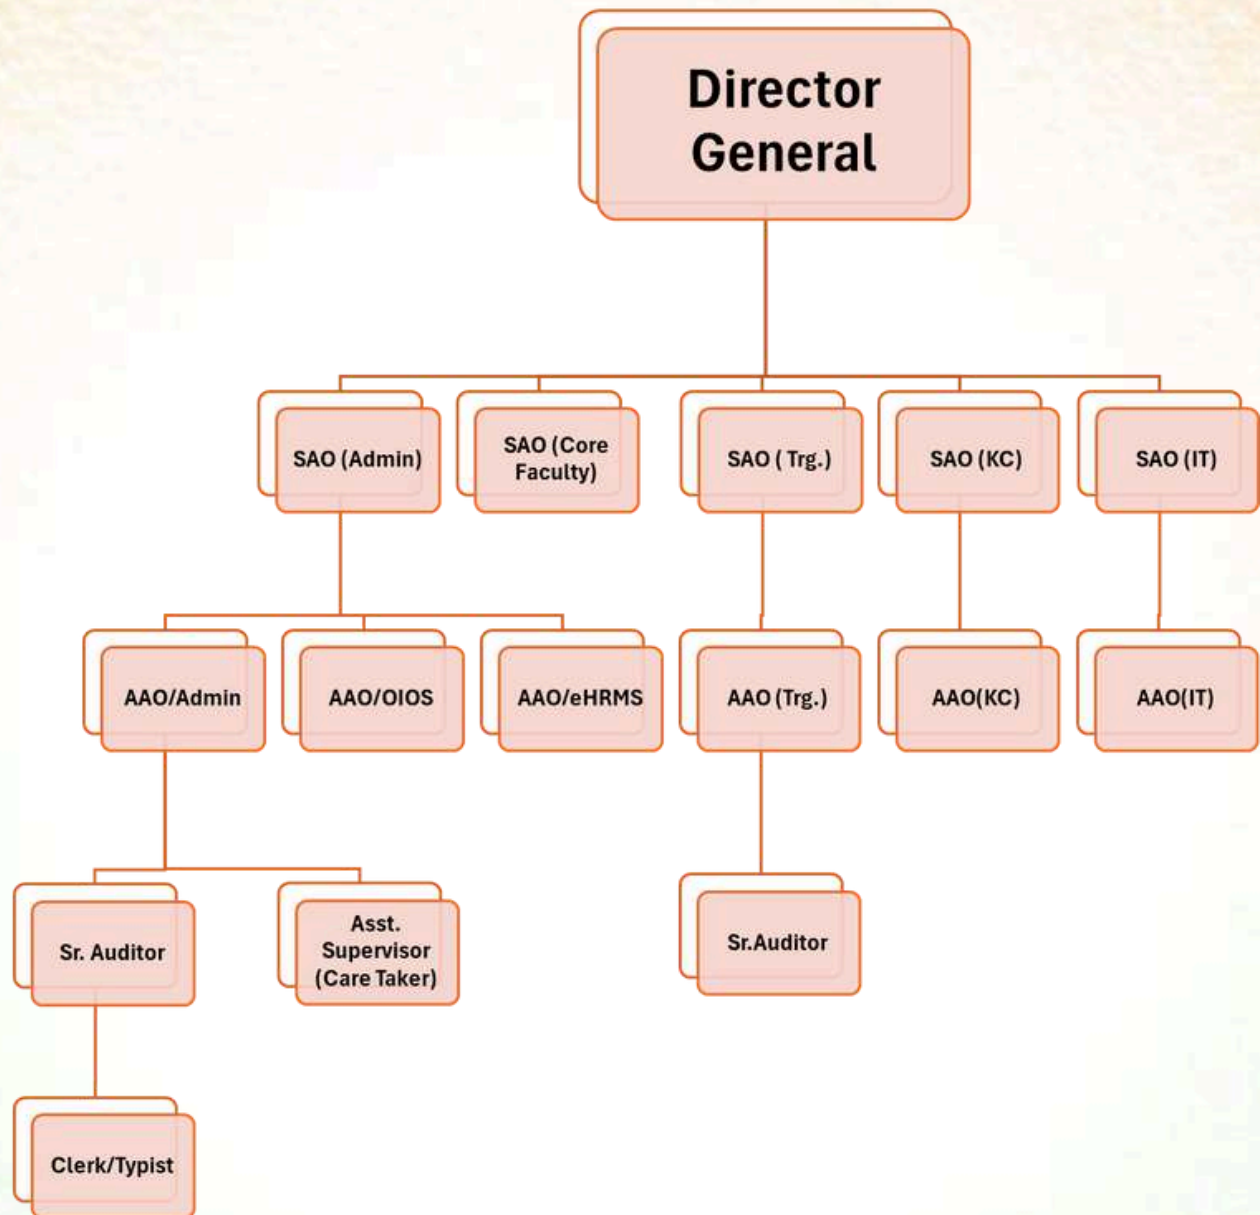 Director
General
SAO (Admin)
SAO (Core
Faculty)
SAO ( Trg.)
SAO (KC)
SAO (IT)
AAO/Admin
AAO/OIOS
AAO/eHRMS
AAO (Trg.)
AAO(KC)
AAO(IT)
Sr. Auditor
Asst.
Supervisor
(Care Taker)
Sr.Auditor
Clerk/Typist